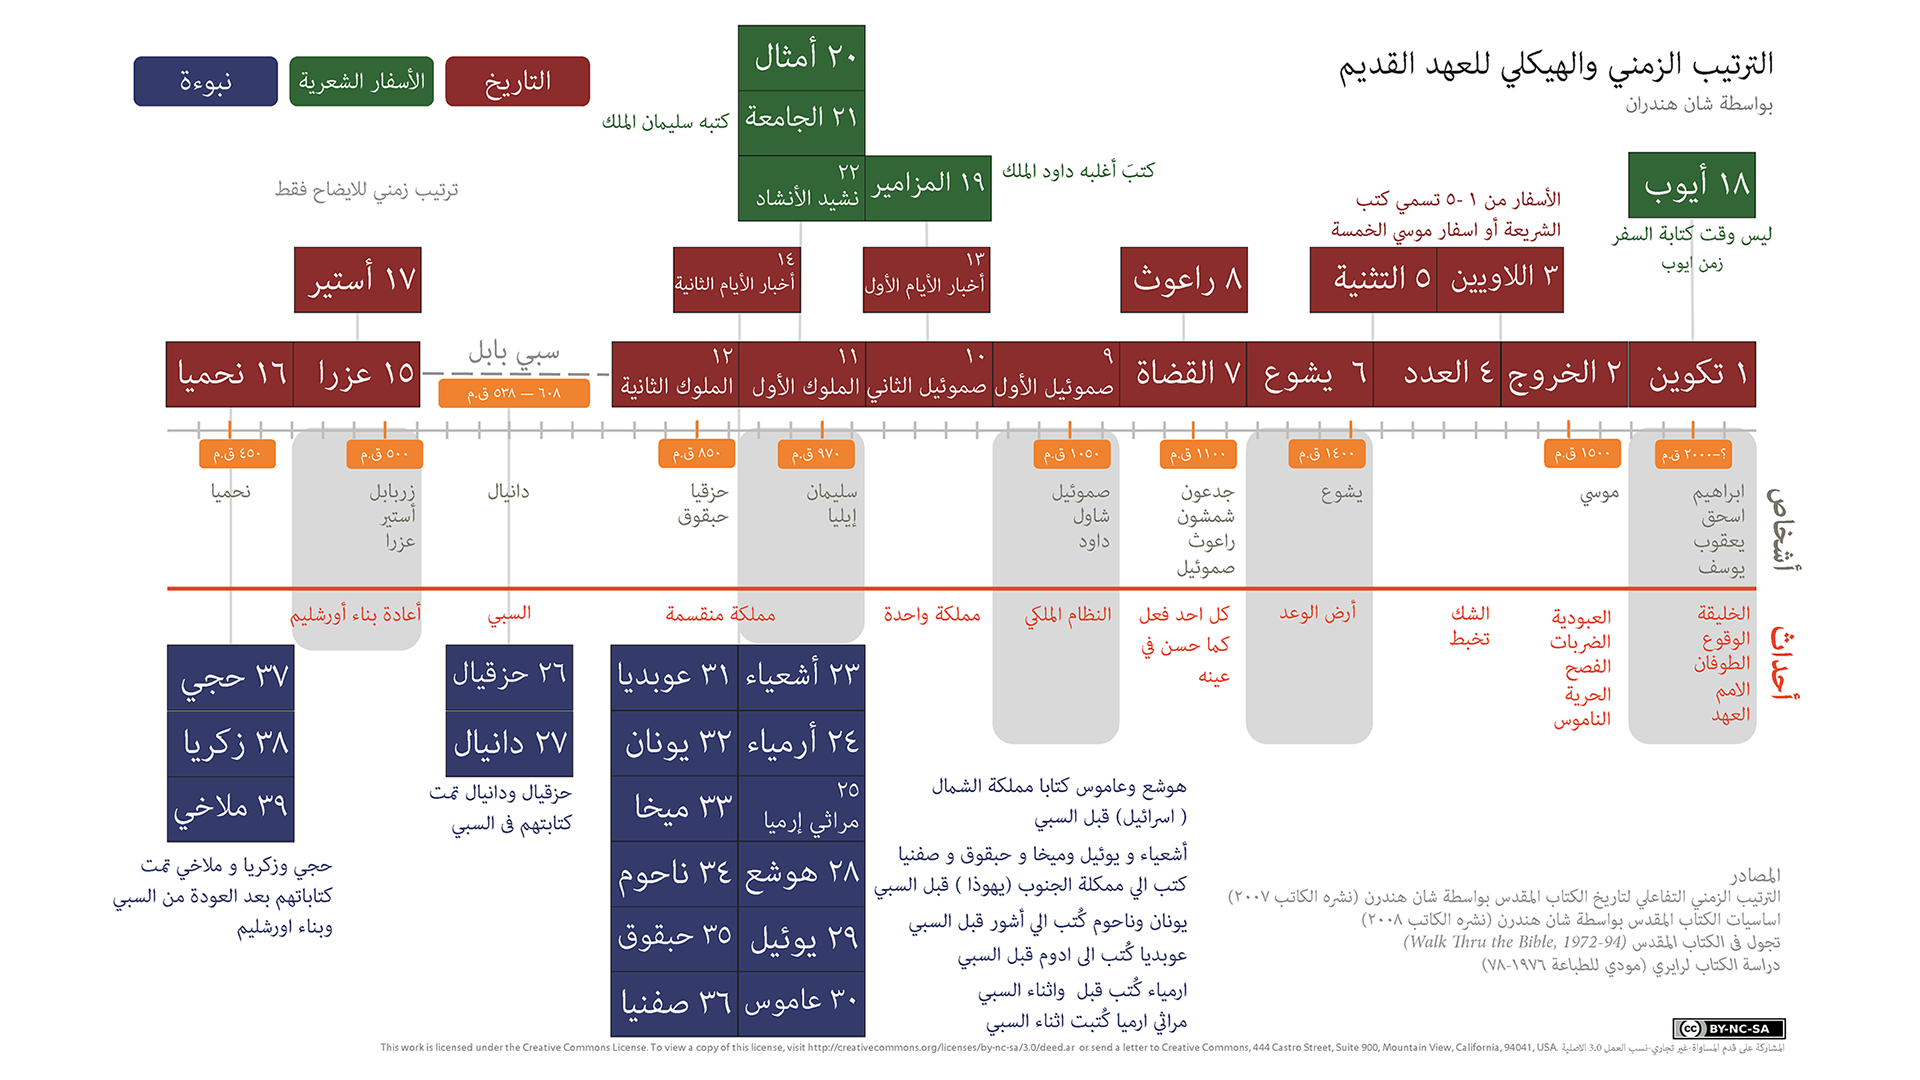 الترتيب الزمني والهيكلي للعهد القديم
بواسطة شان هندران
التاريخ
الأسفار الشعرية
نبوءة
ترتيب زمني للايضاح فقط
٢٠ أمثال
٢١ الجامعة
٢٢
نشيد الأنشاد
كتبه سليمان الملك
١٩ المزامير
كتبَ أغلبه داود الملك
١٨ أيوب
ليس وقت كتابة السفر
زمن ايوب
الأسفار من ١ -٥ تسمي كتب
الشريعة أو اسفار موسي الخمسة
٣ اللاويين
٥ التثنية
٨ راعوث
١٣
أخبار الأيام الأول
١٤
أخبار الأيام الثانية
١٧ أستير
١ تكوين
٢ الخروج
٤ العدد
٦ يشوع
٧ القضاة
٩
صموئيل الأول
١٠
صموئيل الثاني
١١
الملوك الأول
١٢
الملوك الثانية
سبي بابل
٦٠٨ — ٥٣٨ ق.م
١٥ عزرا
١٦ نحميا
؟–٢٠٠٠ ق.م
١٥٠٠ ق.م
١٤٠٠ ق.م
١١٠٠ ق.م
١٠٥٠ ق.م
٩٧٠ ق.م
٨٥٠ ق.م
٥٠٠ ق.م
٤٥٠ ق.م
أشخاص
ابراهيم
اسحق
يعقوب
يوسف
موسي
يشوع
جدعون
شمشون
راعوث
صموئيل
صموئيل
شاول
داود
سليمان
إيليا
حزقيا
حبقوق
دانيال
زربابل
أستير
عزرا
نحميا
أحداث
الخليقة
الوقوع
الطوفان
الامم
العهد
العبودية
الضربات
الفصح
الحرية
الناموس
الشك
تخبط
أرض الوعد
كل احد فعل
كما حسن في
عينه
النظام الملكي
مملكة واحدة
مملكة منقسمة
السبي
أعادة بناء أورشليم
٢٣ أشعياء
٢٤ أرمياء
٢٥
مراثي إرميا
٢٨ هوشع
٢٩ يوئيل
٣٠ عاموس
٣١ عوبديا
٣٢ يونان
٣٣ ميخا
٣٤ ناحوم
٣٥ حبقوق
٣٦ صفنيا
٢٦ حزقيال
٢٧ دانيال
حزقيال ودانيال تمت
كتابتهم فى السبي
٣٧ حجي
٣٨ زكريا
٣٩ ملاخي
حجي وزكريا و ملاخي تمت
كتاباتهم بعد العودة من السبي
وبناء اورشليم
هوشع وعاموس كتابا مملكة الشمال
( اسرائيل) قبل السبي
أشعياء و يوئيل وميخا و حبقوق و صفنيا
كتب الي ممكلة الجنوب (يهوذا ) قبل السبي
يونان وناحوم كُتب الي أشور قبل السبي
عوبديا كُتب الى ادوم قبل السبي
ارمياء كُتب قبل واثناء السبي
مراثي ارميا كُتبت اثناء السبي
المصادر
الترتيب الزمني التفاعلي لتاريخ الكتاب المقدس بواسطة شان هندرن (نشره الكاتب ٢٠٠٧)
اساسيات الكتاب المقدس بواسطة شان هندرن (نشره الكاتب ٢٠٠٨)
تجول فى الكتاب المقدس (Walk Thru the Bible, 1972-94)
دراسة الكتاب لرايري (مودي للطباعة ١٩٧٦-٧٨)
cc BY-NC-SA
This work is licensed under the Creative Commons License. To view a copy of this license, visit http://creativecommons.org/licenses/by-nc-sa/3.0/deed.ar or send a letter to Creative Commons, 444 Castro Street, Suite 900, Mountain View, California, 94041, USA. المشاركة على قدم المساواة-غير تجاري-نسب العمل 3.0 الاصلية